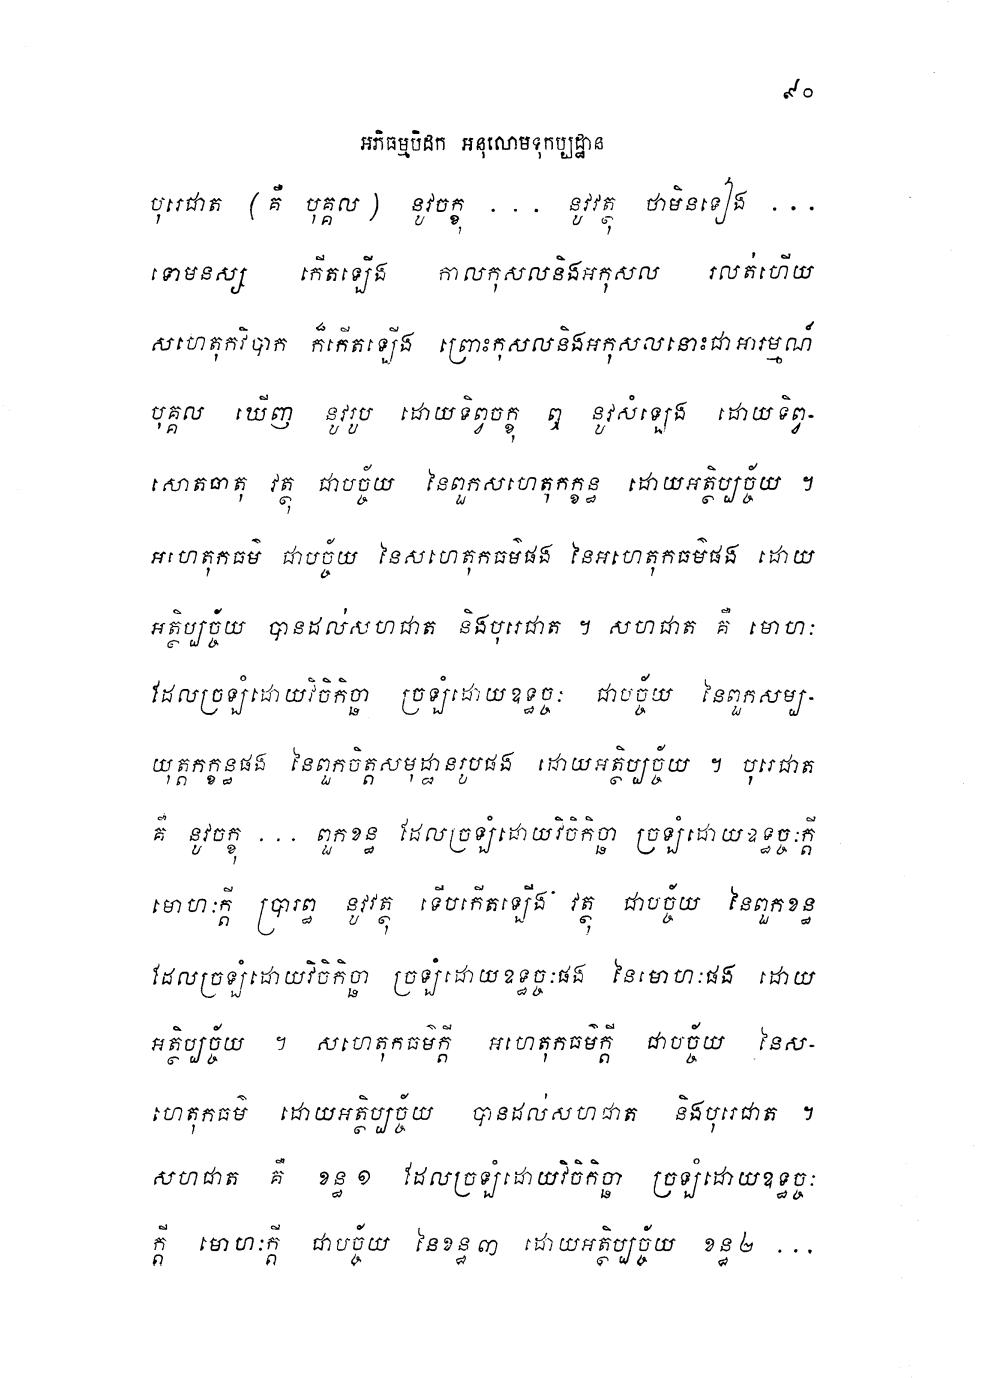 ៩០
អភិធម្មបិដក អនុលោមទុកប្បដ្ឋាន
បុរេជាត (គឺ បុគ្គល) នូវចក្ខុ ... នូវវត្ថុ ថាមិនទៀង ...
ទោមនស្ស កើតឡើង កាលកុសលនិងអកុសល រលត់ហើយ
សហេតុកវិបាក ក៏កើតឡើង ព្រោះកុសលនិងអកុសលនោះជាអារម្មណ៍
បុគ្គល ឃើញ នូវរូប ដោយទិព្វចក្ខុ ឮ នូវសំឡេង ដោយទិព្វ-
សោតធាតុ វត្ថុ ជាបច្ច័យ នៃពួកសហេតុកក្ខន្ធ ដោយអត្ថិប្បច្ច័យ ។
អហេតុកធម៌ ជាបច្ច័យ នៃសហេតុកធម៌ផង នៃអហេតុកធម៌ផង ដោយ
អត្ថិប្បច្ច័យ បានដល់សហជាត និងបុរេជាត ។ សហជាត គឺ មោហៈ
ដែលច្រឡំដោយវិចិកិច្ឆា ច្រឡំដោយឧទ្ធច្ចៈ ជាបច្ច័យ នៃពួកសម្ប-
យុត្តកក្ខន្ធផង នៃពួកចិត្តសមុដ្ឋានរូបផង ដោយអត្ថិប្បច្ច័យ ។ បុរេជាត
គឺ នូវចក្ខុ ... ពួកខន្ធ ដែលច្រឡំដោយវិចិកិច្ឆា ច្រឡំដោយឧទ្ធច្ចៈក្តី
មោហៈក្តី ប្រារព្ធ នូវវត្ថុ ទើបកើតឡើង វត្ថុ ជាបច្ច័យ នៃពួកខន្ធ
ដែលច្រឡំដោយវិចិកិច្ឆា ច្រឡំដោយឧទ្ធច្ចៈផង នៃមោហៈផង ដោយ
អត្ថិប្បច្ច័យ ។ សហេតុកធម៌ក្តី អហេតុកធម៌ក្តី ជាបច្ច័យ នៃស-
ហេតុកធម៌ ដោយអត្ថិប្បច្ច័យ បានដល់សហជាត និងបុរេជាត ។
សហជាត គឺ ខន្ធ១ ដែលច្រឡំដោយវិចិកិច្ឆា ច្រឡំដោយឧទ្ធច្ចៈ
ក្តី មោហៈក្តី ជាបច្ច័យ នៃខន្ធ៣ ដោយអត្ថិប្បច្ច័យ ខន្ធ២ ...